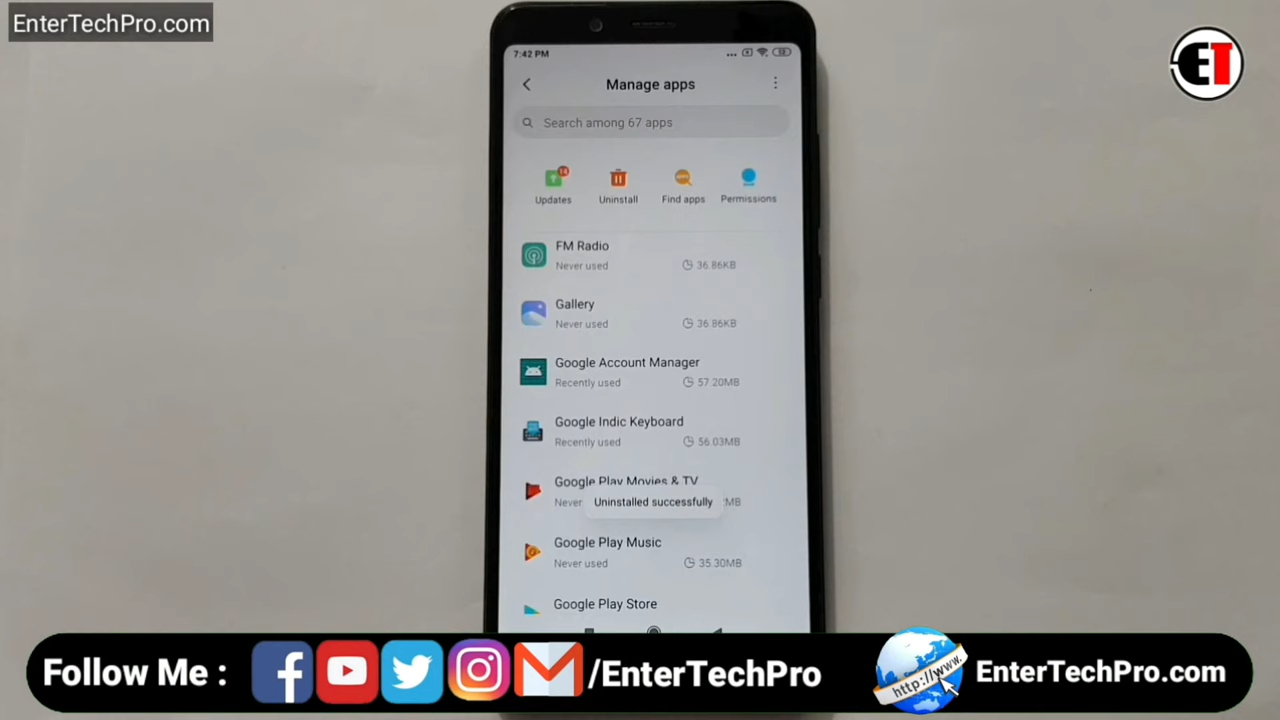 EnterTechPro.com
ET
7:42 PM
Manage apps
Search among 67 apps
14
Updates
Uninstall
Find apps
Permissions
FM Radio
Never used
36.86KB
Gallery
Never used
36.86KB
Google Account Manager
Recently used
57.20MB
Google Indic Keyboard
Recently used
56.03MB
Google Play Movies & TV
Never
MB
Uninstalled successfully
Google Play Music
Never used
35.30MB
Google Play Store
Follow Me :
/EnterTechPro
http://www.
EnterTechPro.com